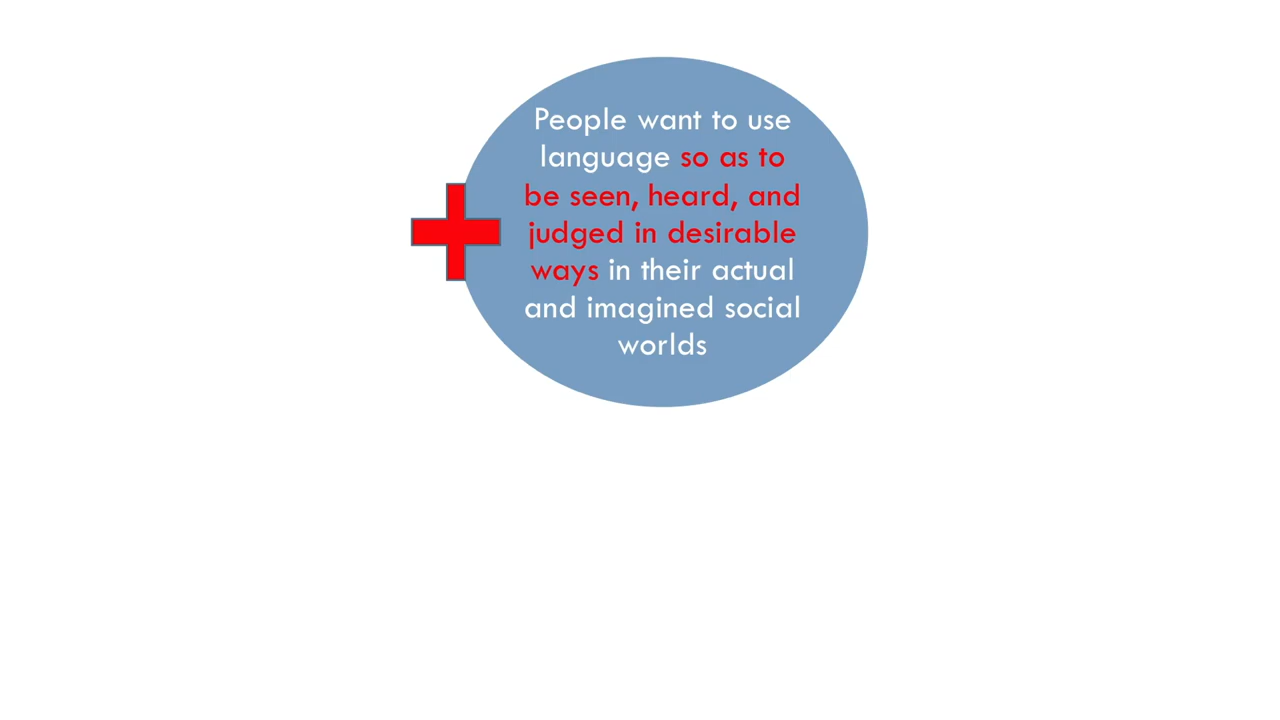 People want to use
language so as to
be seen, heard, and
judged in desirable
ways in their actual
and imagined social
worlds